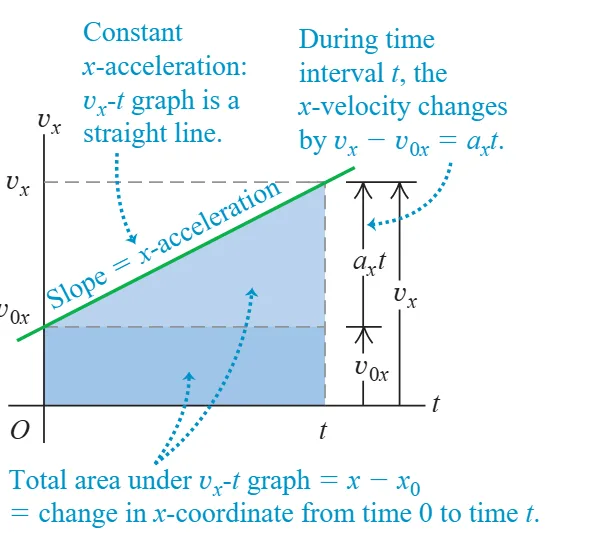 Constant
x-acceleration:
vₓ-t graph is a
straight line.
During time
interval t, the
x-velocity changes
by vₓ − v₀ₓ = aₓt.
vₓ
vₓ
v₀ₓ
O
Slope = x-acceleration
aₓt
vₓ
v₀ₓ
t
t
Total area under vₓ-t graph = x − x₀
= change in x-coordinate from time 0 to time t.